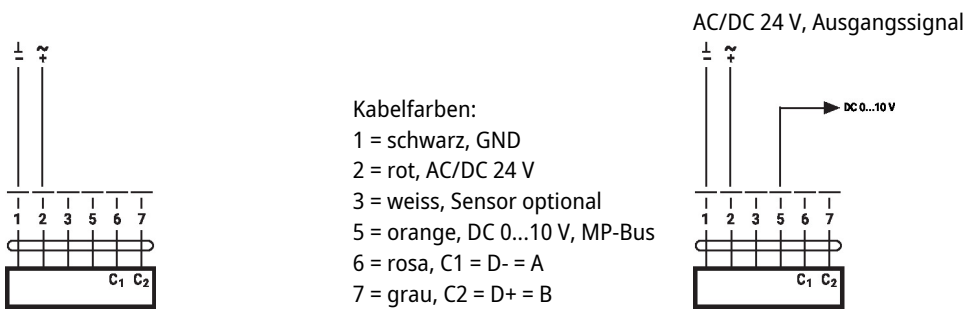 ⊥ ~
– +
1 2 3 5 6 7
C₁ C₂
Kabelfarben:
1 = schwarz, GND
2 = rot, AC/DC 24 V
3 = weiss, Sensor optional
5 = orange, DC 0...10 V, MP-Bus
6 = rosa, C1 = D- = A
7 = grau, C2 = D+ = B
AC/DC 24 V, Ausgangssignal
⊥ ~
– +
DC 0...10 V
1 2 3 5 6 7
C₁ C₂